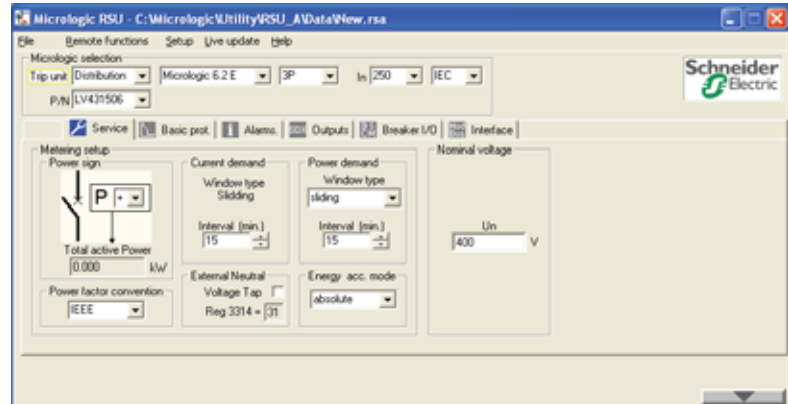 Micrologic RSU - C:\Micrologic\Utility\RSU_A\Data\New.rsa
File Remote functions Setup Live update Help
Micrologic selection
Trip unit Distribution Micrologic 6.2 E 3P In 250 IEC
P/N LV431506
Schneider
Electric
Service Basic prot. Alarms. Outputs Breaker I/O Interface
Metering setup
Power sign
P +
Total active Power
0.000 kW
Power factor convention
IEEE
Current demand
Window type
Slidding
Interval (min.)
15
External Neutral
Voltage Tap
Reg 3314 = 31
Power demand
Window type
sliding
Interval (min.)
15
Energy acc. mode
absolute
Nominal voltage
Un
400 V